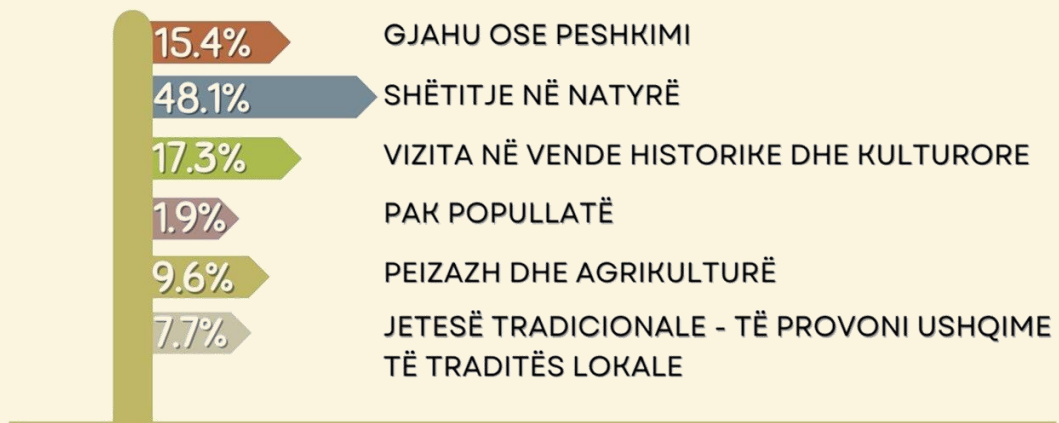 15.4% GJAHU OSE PESHKIMI
48.1% SHËTITJE NË NATYRË
17.3% VIZITA NË VENDE HISTORIKE DHE KULTURORE
1.9% PAK POPULLATË
9.6% PEIZAZH DHE AGRIKULTURË
7.7% JETESË TRADICIONALE - TË PROVONI USHQIME
TË TRADITËS LOKALE